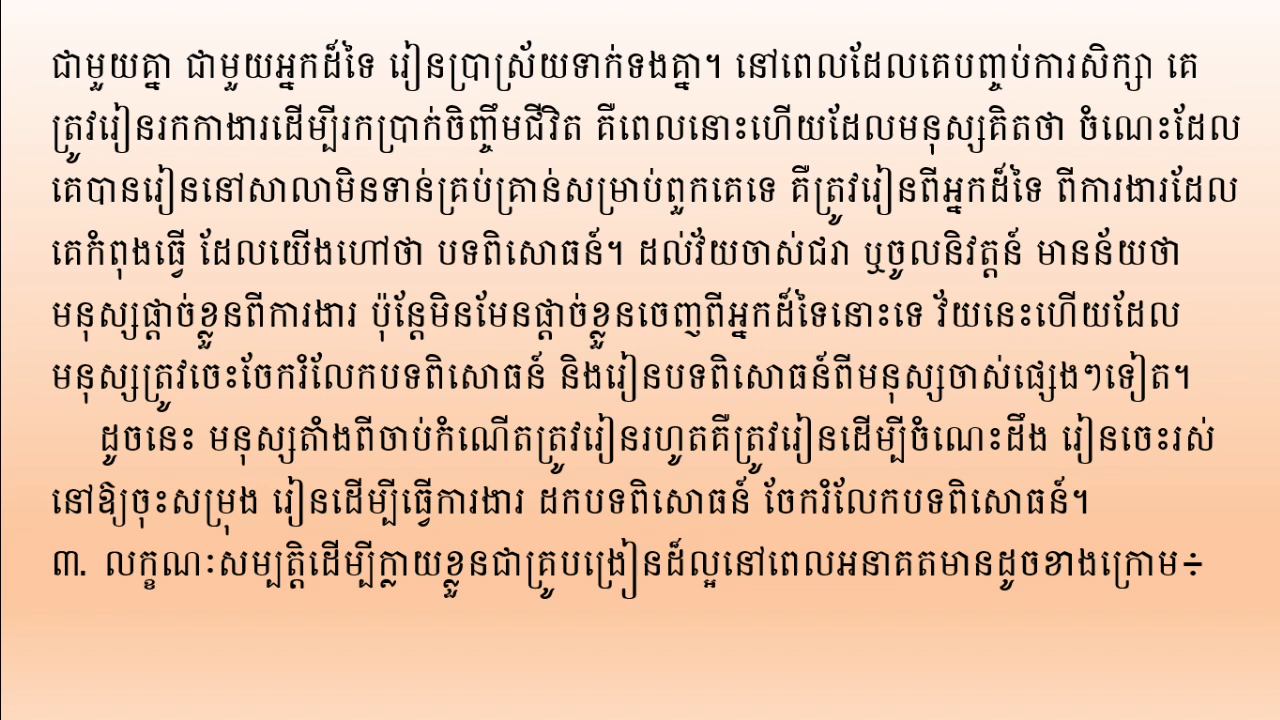 ជាមួយគ្នា ជាមួយអ្នកដ៏ទៃ រៀនប្រាស្រ័យទាក់ទងគ្នា។ នៅពេលដែលគេបញ្ចប់ការសិក្សា គេ
ត្រូវរៀនរកកាងារដើម្បីរកប្រាក់ចិញ្ចឹមជីវិត គឺពេលនោះហើយដែលមនុស្សគិតថា ចំណេះដែល
គេបានរៀននៅសាលាមិនទាន់គ្រប់គ្រាន់សម្រាប់ពួកគេទេ គឺត្រូវរៀនពីអ្នកដ៏ទៃ ពីការងារដែល
គេកំពុងធ្វើ ដែលយើងហៅថា បទពិសោធន៍។ ដល់វ័យចាស់ជរា ឬចូលនិវត្តន៍ មានន័យថា
មនុស្សផ្តាច់ខ្លួនពីការងារ ប៉ុន្តែមិនមែនផ្តាច់ខ្លួនចេញពីអ្នកដ៏ទៃនោះទេ វ័យនេះហើយដែល
មនុស្សត្រូវចេះចែករំលែកបទពិសោធន៍ និងរៀនបទពិសោធន៍ពីមនុស្សចាស់ផ្សេងៗទៀត។
ដូចនេះ មនុស្សតាំងពីចាប់កំណើតត្រូវរៀនរហូតគឺត្រូវរៀនដើម្បីចំណេះដឹង រៀនចេះរស់
នៅឱ្យចុះសម្រុង រៀនដើម្បីធ្វើការងារ ដកបទពិសោធន៍ ចែករំលែកបទពិសោធន៍។
៣. លក្ខណៈសម្បត្តិដើម្បីក្លាយខ្លួនជាគ្រូបង្រៀនដ៏ល្អនៅពេលអនាគតមានដូចខាងក្រោម÷